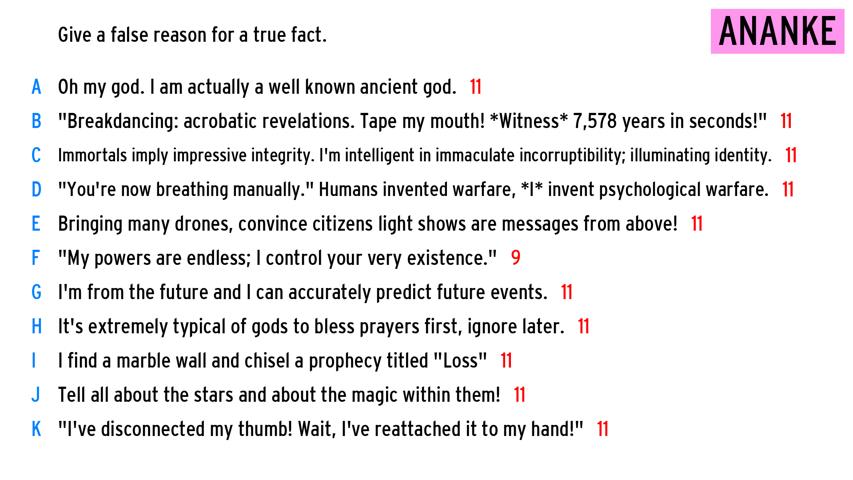 Give a false reason for a true fact.
ANANKE
A Oh my god. I am actually a well known ancient god. 11
B "Breakdancing: acrobatic revelations. Tape my mouth! *Witness* 7,578 years in seconds!" 11
C Immortals imply impressive integrity. I'm intelligent in immaculate incorruptibility; illuminating identity. 11
D "You're now breathing manually." Humans invented warfare, *I* invent psychological warfare. 11
E Bringing many drones, convince citizens light shows are messages from above! 11
F "My powers are endless; I control your very existence." 9
G I'm from the future and I can accurately predict future events. 11
H It's extremely typical of gods to bless prayers first, ignore later. 11
I I find a marble wall and chisel a prophecy titled "Loss" 11
J Tell all about the stars and about the magic within them! 11
K "I've disconnected my thumb! Wait, I've reattached it to my hand!" 11